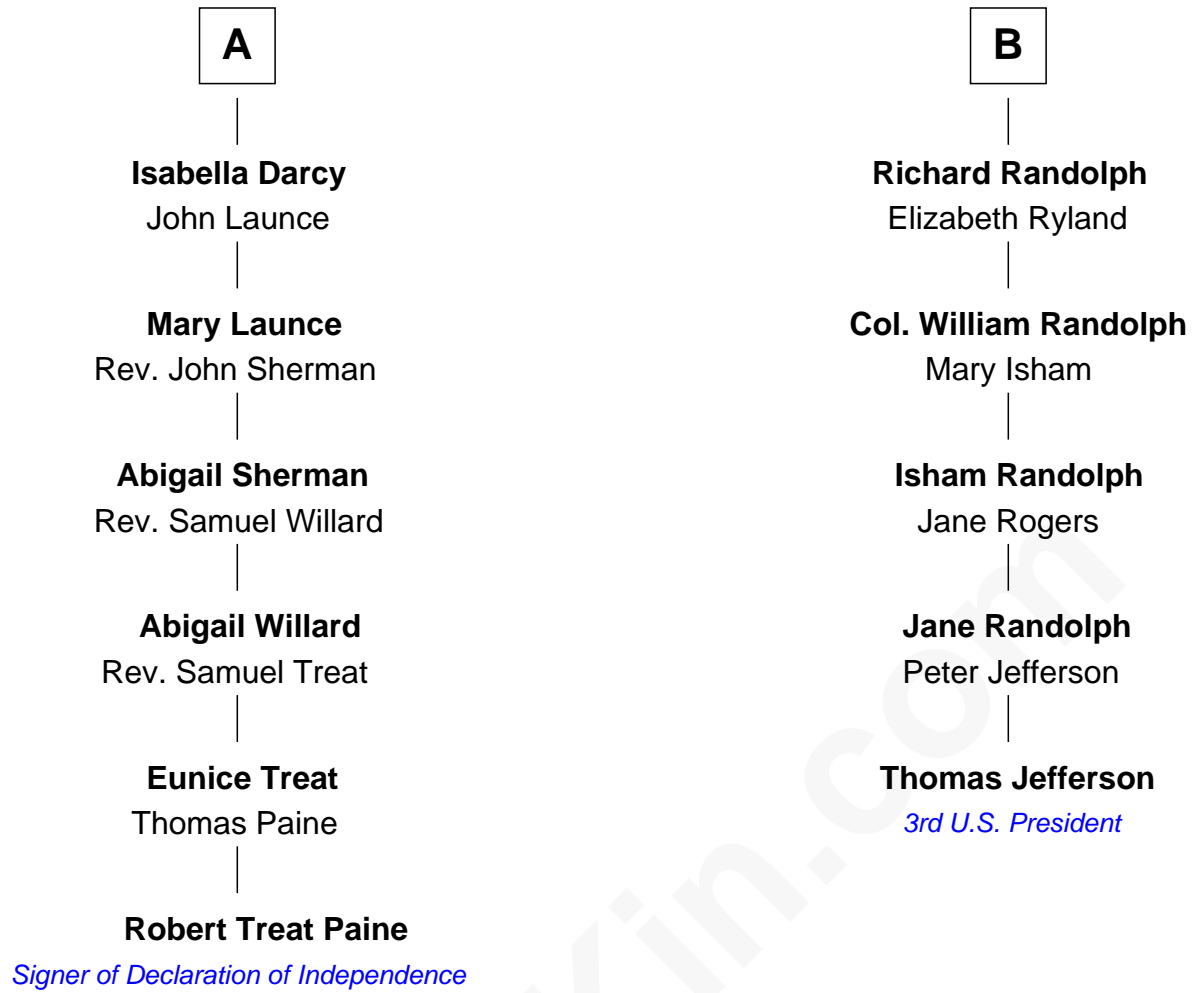 A
Isabella Darcy
John Launce
Mary Launce
Rev. John Sherman
Abigail Sherman
Rev. Samuel Willard
Abigail Willard
Rev. Samuel Treat
Eunice Treat
Thomas Paine
Robert Treat Paine
Signer of Declaration of Independence
B
Richard Randolph
Elizabeth Ryland
Col. William Randolph
Mary Isham
Isham Randolph
Jane Rogers
Jane Randolph
Peter Jefferson
Thomas Jefferson
3rd U.S. President
Kin.com